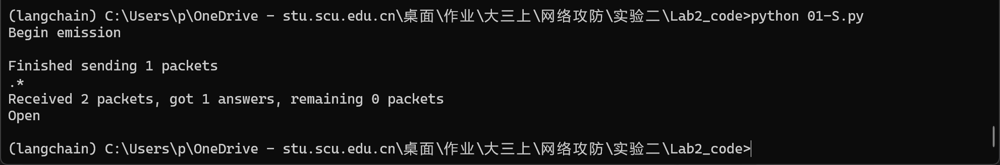 (langchain) C:\Users\p\OneDrive - stu.scu.edu.cn\桌面\作业\大三上\网络攻防\实验二\Lab2_code>python 01-S.py
Begin emission
Finished sending 1 packets
.*
Received 2 packets, got 1 answers, remaining 0 packets
Open
(langchain) C:\Users\p\OneDrive - stu.scu.edu.cn\桌面\作业\大三上\网络攻防\实验二\Lab2_code>